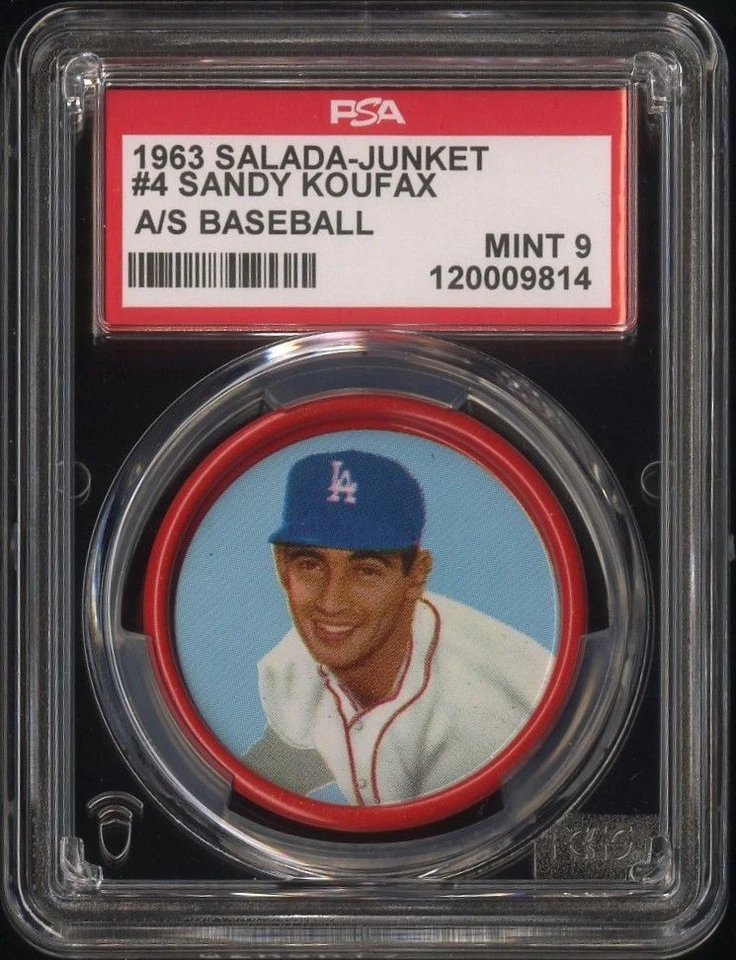 PSA
1963 SALADA-JUNKET
#4 SANDY KOUFAX
A/S BASEBALL
MINT 9
120009814
LA